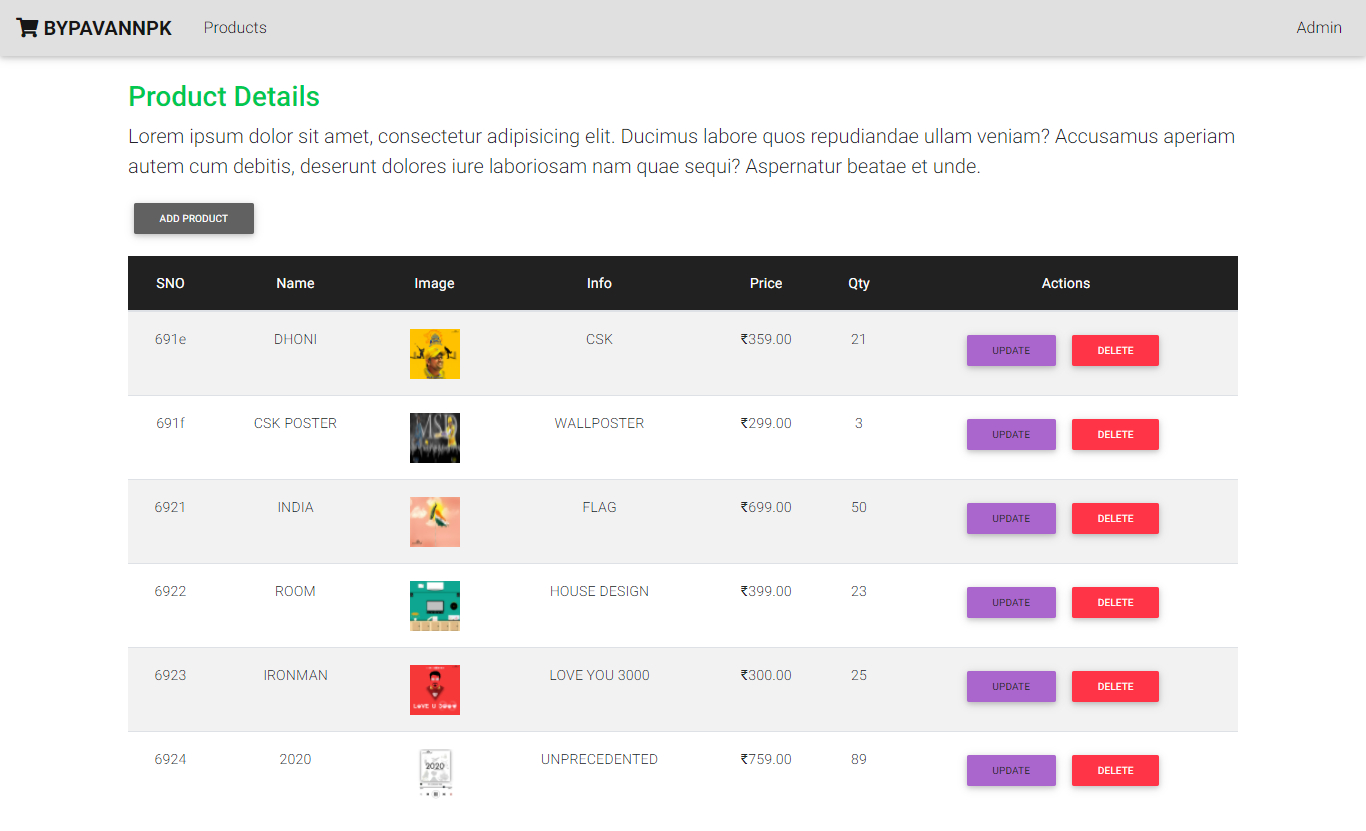 BYPAVANNPK Products Admin
Product Details
Lorem ipsum dolor sit amet, consectetur adipisicing elit. Ducimus labore quos repudiandae ullam veniam? Accusamus aperiam
autem cum debitis, deserunt dolores iure laboriosam nam quae sequi? Aspernatur beatae et unde.
ADD PRODUCT
SNO Name Image Info Price Qty Actions
691e DHONI CSK ₹359.00 21 UPDATE DELETE
691f CSK POSTER WALLPOSTER ₹299.00 3 UPDATE DELETE
6921 INDIA FLAG ₹699.00 50 UPDATE DELETE
6922 ROOM HOUSE DESIGN ₹399.00 23 UPDATE DELETE
6923 IRONMAN LOVE YOU 3000 ₹300.00 25 UPDATE DELETE
6924 2020 2020 UNPRECEDENTED ₹759.00 89 UPDATE DELETE